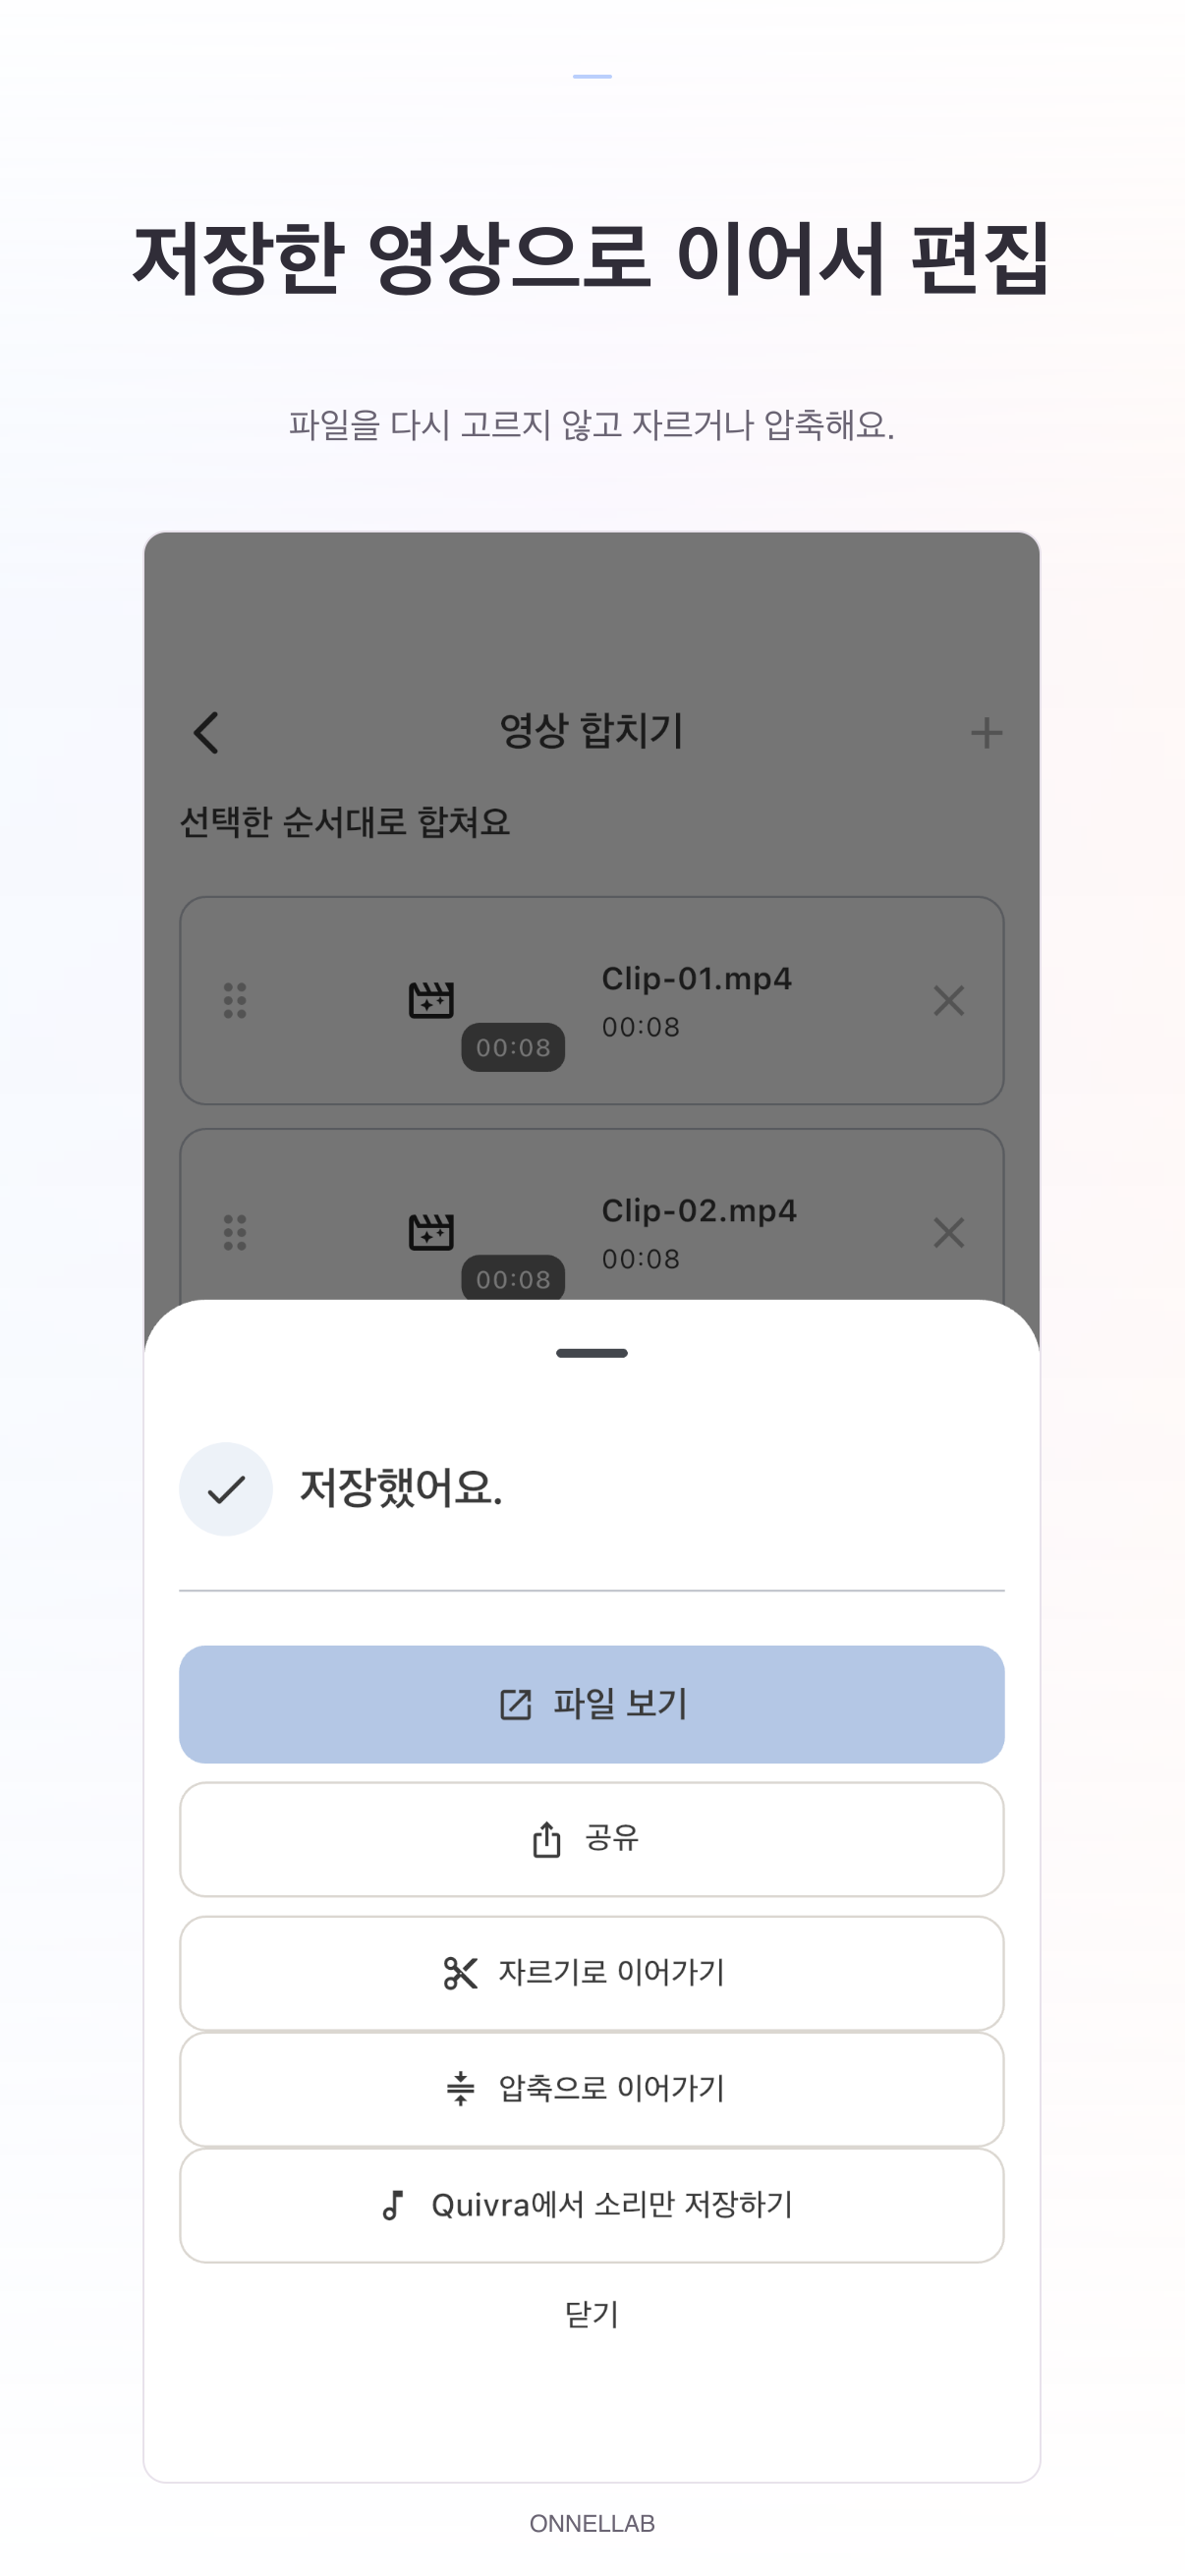 저장한 영상으로 이어서 편집
파일을 다시 고르지 않고 자르거나 압축해요.
영상 합치기
선택한 순서대로 합쳐요
Clip-01.mp4
00:08
00:08
Clip-02.mp4
00:08
00:08
저장했어요.
파일 보기
공유
자르기로 이어가기
압축으로 이어가기
Quivra에서 소리만 저장하기
닫기
ONNELLAB